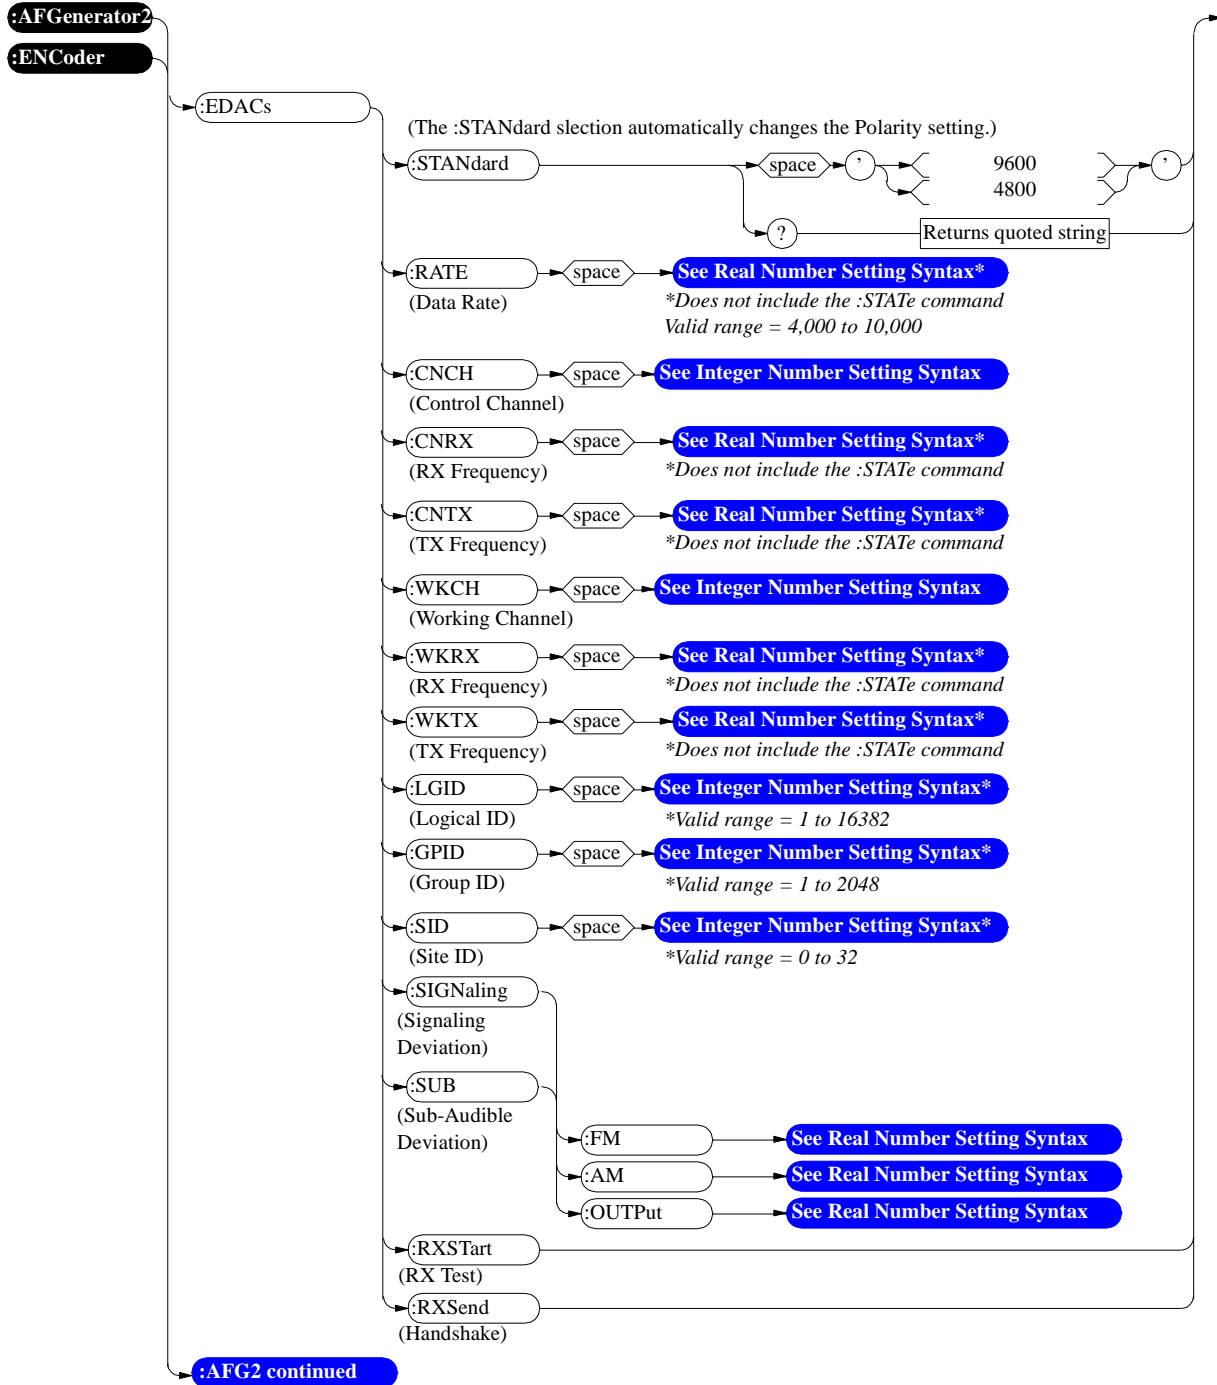 :AFGenerator2
:ENCoder
:EDACs
(The :STANdard slection automatically changes the Polarity setting.)
:STANdard space ’ 9600 ’
4800
? Returns quoted string
:RATE space See Real Number Setting Syntax*
(Data Rate) *Does not include the :STATe command
Valid range = 4,000 to 10,000
:CNCH space See Integer Number Setting Syntax
(Control Channel)
:CNRX space See Real Number Setting Syntax*
(RX Frequency) *Does not include the :STATe command
:CNTX space See Real Number Setting Syntax*
(TX Frequency) *Does not include the :STATe command
:WKCH space See Integer Number Setting Syntax
(Working Channel)
:WKRX space See Real Number Setting Syntax*
(RX Frequency) *Does not include the :STATe command
:WKTX space See Real Number Setting Syntax*
(TX Frequency) *Does not include the :STATe command
:LGID space See Integer Number Setting Syntax*
(Logical ID) *Valid range = 1 to 16382
:GPID space See Integer Number Setting Syntax*
(Group ID) *Valid range = 1 to 2048
:SID space See Integer Number Setting Syntax*
(Site ID) *Valid range = 0 to 32
:SIGNaling
(Signaling
Deviation)
:SUB
(Sub-Audible
Deviation)
:FM See Real Number Setting Syntax
:AM See Real Number Setting Syntax
:OUTPut See Real Number Setting Syntax
:RXSTart
(RX Test)
:RXSend
(Handshake)
:AFG2 continued